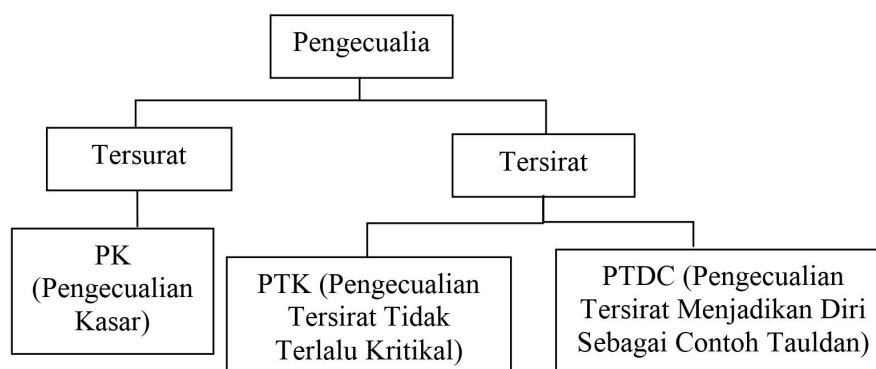 Pengecualia
Tersurat
Tersirat
PK
(Pengecualian
Kasar)
PTK (Pengecualian
Tersirat Tidak
Terlalu Kritikal)
PTDC (Pengecualian
Tersirat Menjadikan Diri
Sebagai Contoh Tauldan)